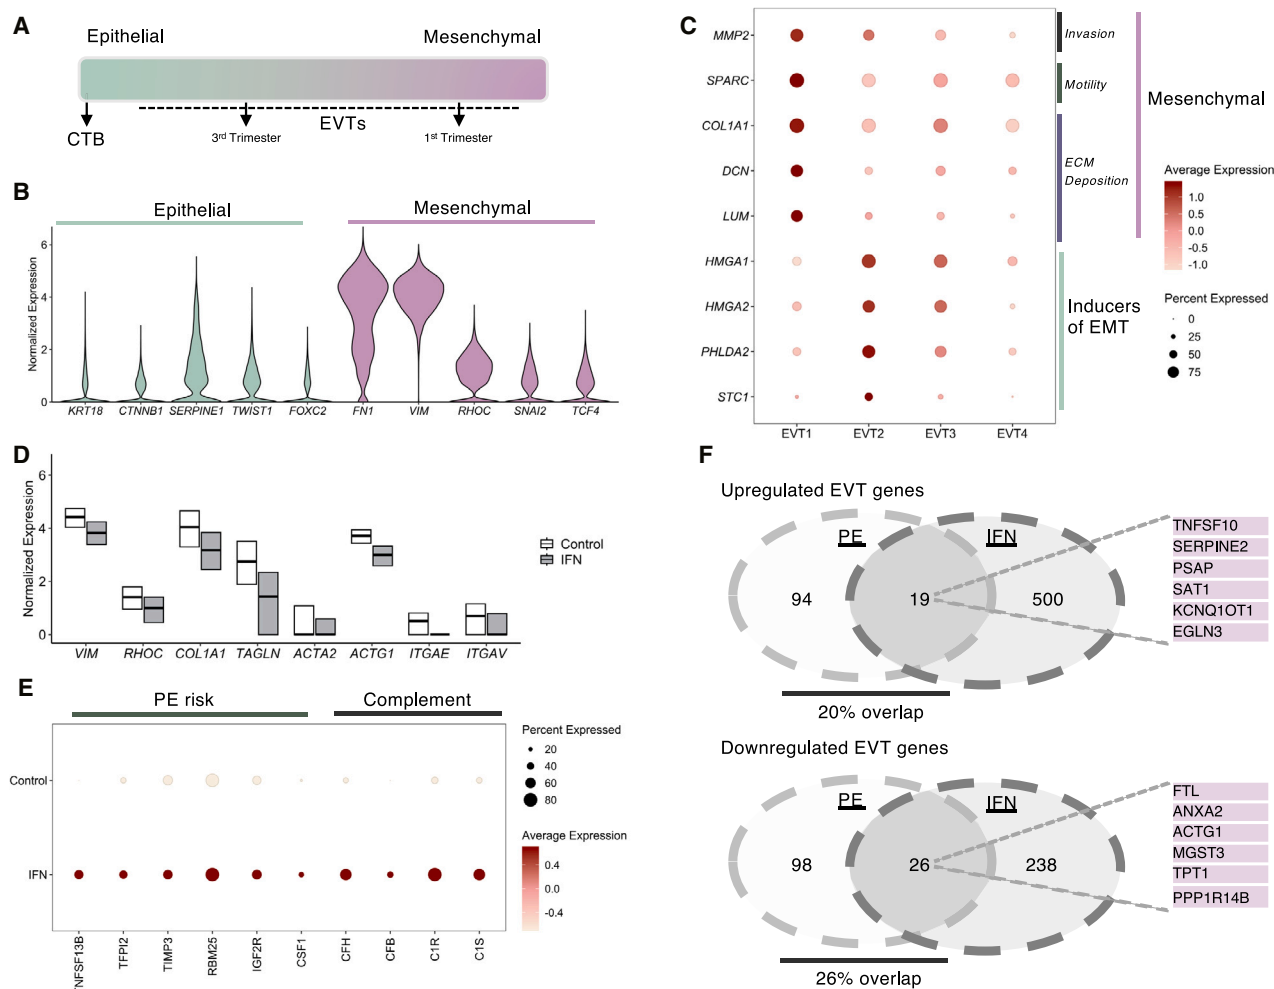 A
Epithelial
Mesenchymal
CTB
3rd Trimester
EVTs
1st Trimester
B
Epithelial
Mesenchymal
Normalized Expression
6
4
2
0
KRT18 CTNNB1 SERPINE1 TWIST1 FOXC2 FN1 VIM RHOC SNAI2 TCF4
C
MMP2
SPARC
COL1A1
DCN
LUM
HMGA1
HMGA2
PHLDA2
STC1
EVT1 EVT2 EVT3 EVT4
Invasion
Motility
ECM
Deposition
Mesenchymal
Inducers
of EMT
Average Expression
1.0
0.5
0.0
-0.5
-1.0
Percent Expressed
0
25
50
75
D
Normalized Expression
6
4
2
0
VIM RHOC COL1A1 TAGLN ACTA2 ACTG1 ITGAE ITGAV
Control
IFN
E
PE risk
Complement
Control
IFN
TFPI2
TIMP3
RBM25
IGF2R
CSF1
CFH
CFB
C1R
C1S
Percent Expressed
20
40
60
80
Average Expression
0.4
0.0
-0.4
F
Upregulated EVT genes
PE
IFN
94
19
500
20% overlap
TNFSF10
SERPINE2
PSAP
SAT1
KCNQ1OT1
EGLN3
Downregulated EVT genes
PE
IFN
98
26
238
26% overlap
FTL
ANXA2
ACTG1
MGST3
TPT1
PPP1R14B